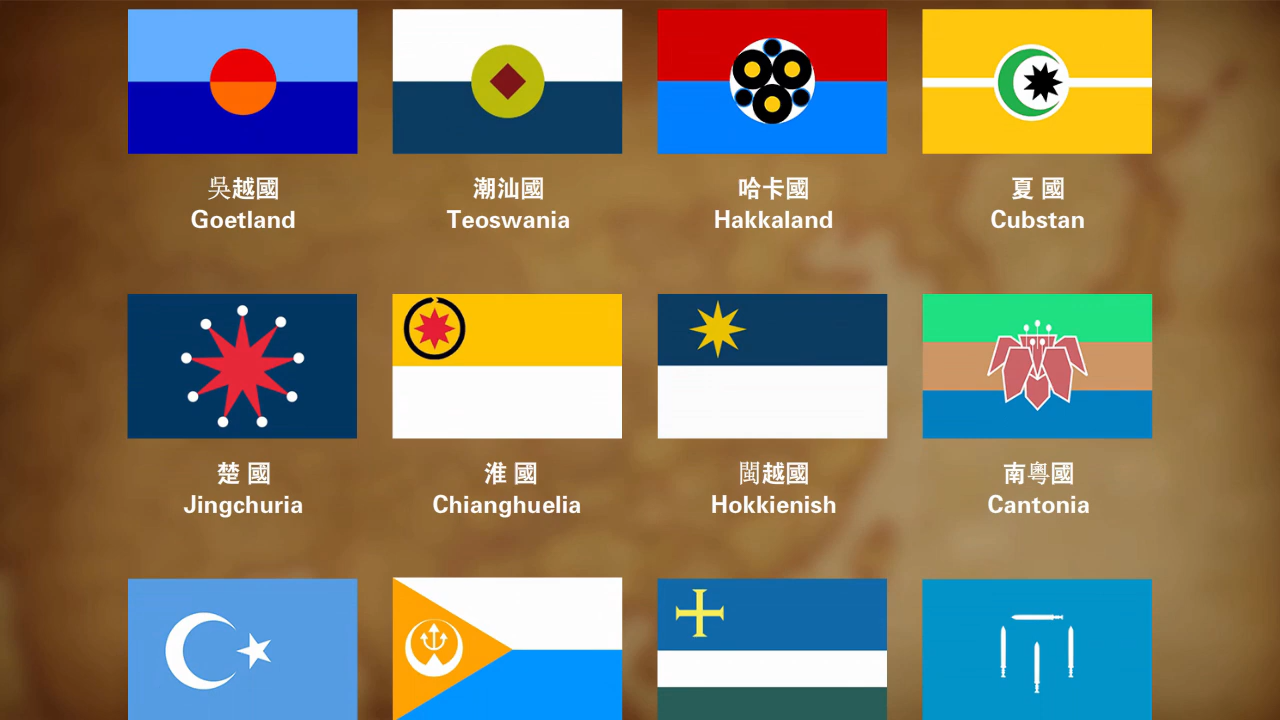 吳越國
Goetland
潮汕國
Teoswania
哈卡國
Hakkaland
夏 國
Cubstan
楚 國
Jingchuria
淮 國
Chianghuelia
閩越國
Hokkienish
南粵國
Cantonia